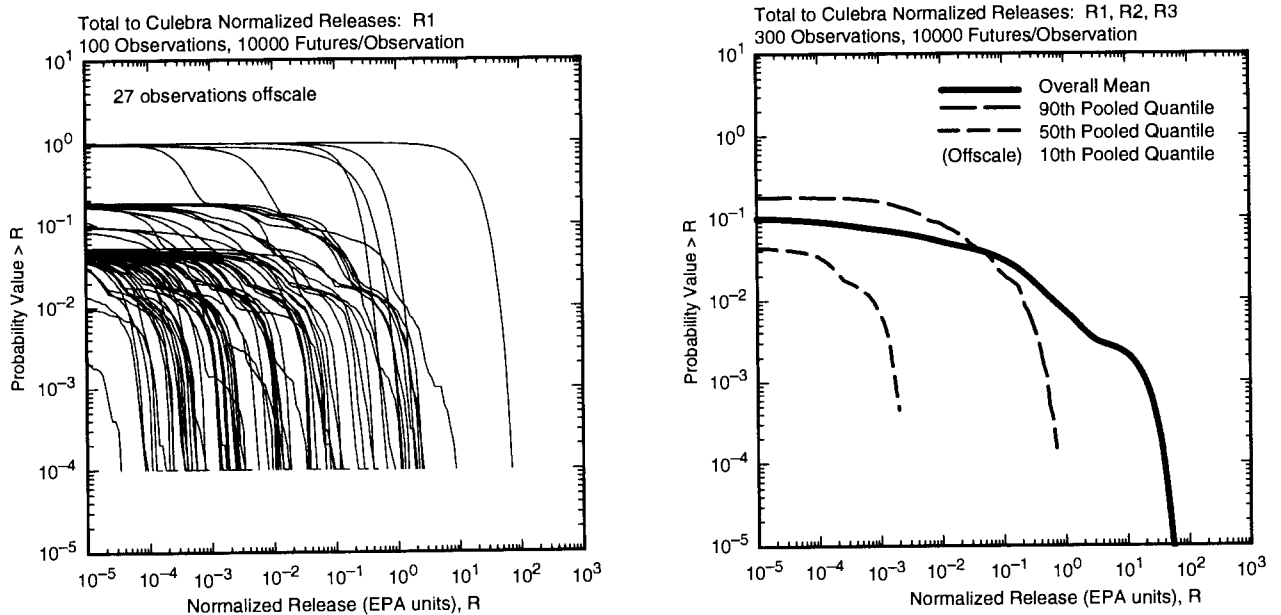 Total to Culebra Normalized Releases: R1
100 Observations, 10000 Futures/Observation
27 observations offscale
10^1
10^0
10^-1
10^-2
10^-3
10^-4
10^-5
Probability Value > R
10^-5 10^-4 10^-3 10^-2 10^-1 10^0 10^1 10^2 10^3
Normalized Release (EPA units), R
Total to Culebra Normalized Releases: R1, R2, R3
300 Observations, 10000 Futures/Observation
Overall Mean
90th Pooled Quantile
50th Pooled Quantile
(Offscale) 10th Pooled Quantile
10^1
10^0
10^-1
10^-2
10^-3
10^-4
10^-5
Probability Value > R
10^-5 10^-4 10^-3 10^-2 10^-1 10^0 10^1 10^2 10^3
Normalized Release (EPA units), R